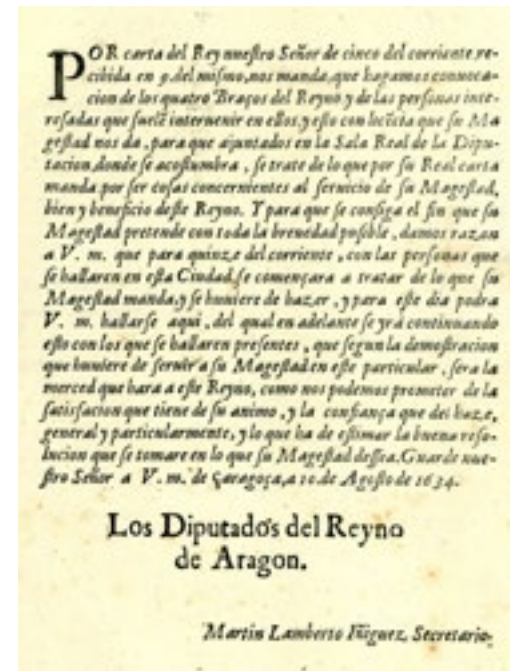 POR carta del Rey nuestro Señor de cinco del corriente, re-
cibida en 9. del mismo, nos manda, que hagamos convoca-
cion de los quatro Braços del Reyno y de las personas inte-
resadas que suelē intervenir en ellos, y esto con licēcia que su Ma
gestad nos da, para que ajuntados en la Sala Real de la Dipu-
tacion, donde se acostumbra, se trate de lo que por su Real carta
manda por ser cosas concernientes al servicio de su Magestad,
bien y beneficio deste Reyno. Y para que se consiga el fin que su
Magestad pretende con toda la brevedad posible, damos razon
a V. m. que para quinze del corriente, con las personas que
se hallaren en esta Ciudad, se començara a tratar de lo que su
Magestad manda, y se huviere de hazer, y para este dia podra
V. m. hallarse aqui, del qual en adelante se yrà continuando
esto con los que se hallaren presentes, que segun la demostracion
que huviere de servir a su Magestad en este particular, sera la
merced que hara a este Reyno, como nos podemos prometer de la
satisfacion que tiene de su animo, y la confiança que del haze,
general y particularmente, y lo que ha de estimar la buena reso-
lucion que se tomare en lo que su Magestad dessea. Guarde nue-
stro Señor a V. m. de Çaragoça, a 10. de Agosto de 1634.
Los Diputados del Reyno
de Aragon.
Martin Lamberto Iñiguez, Secretario.